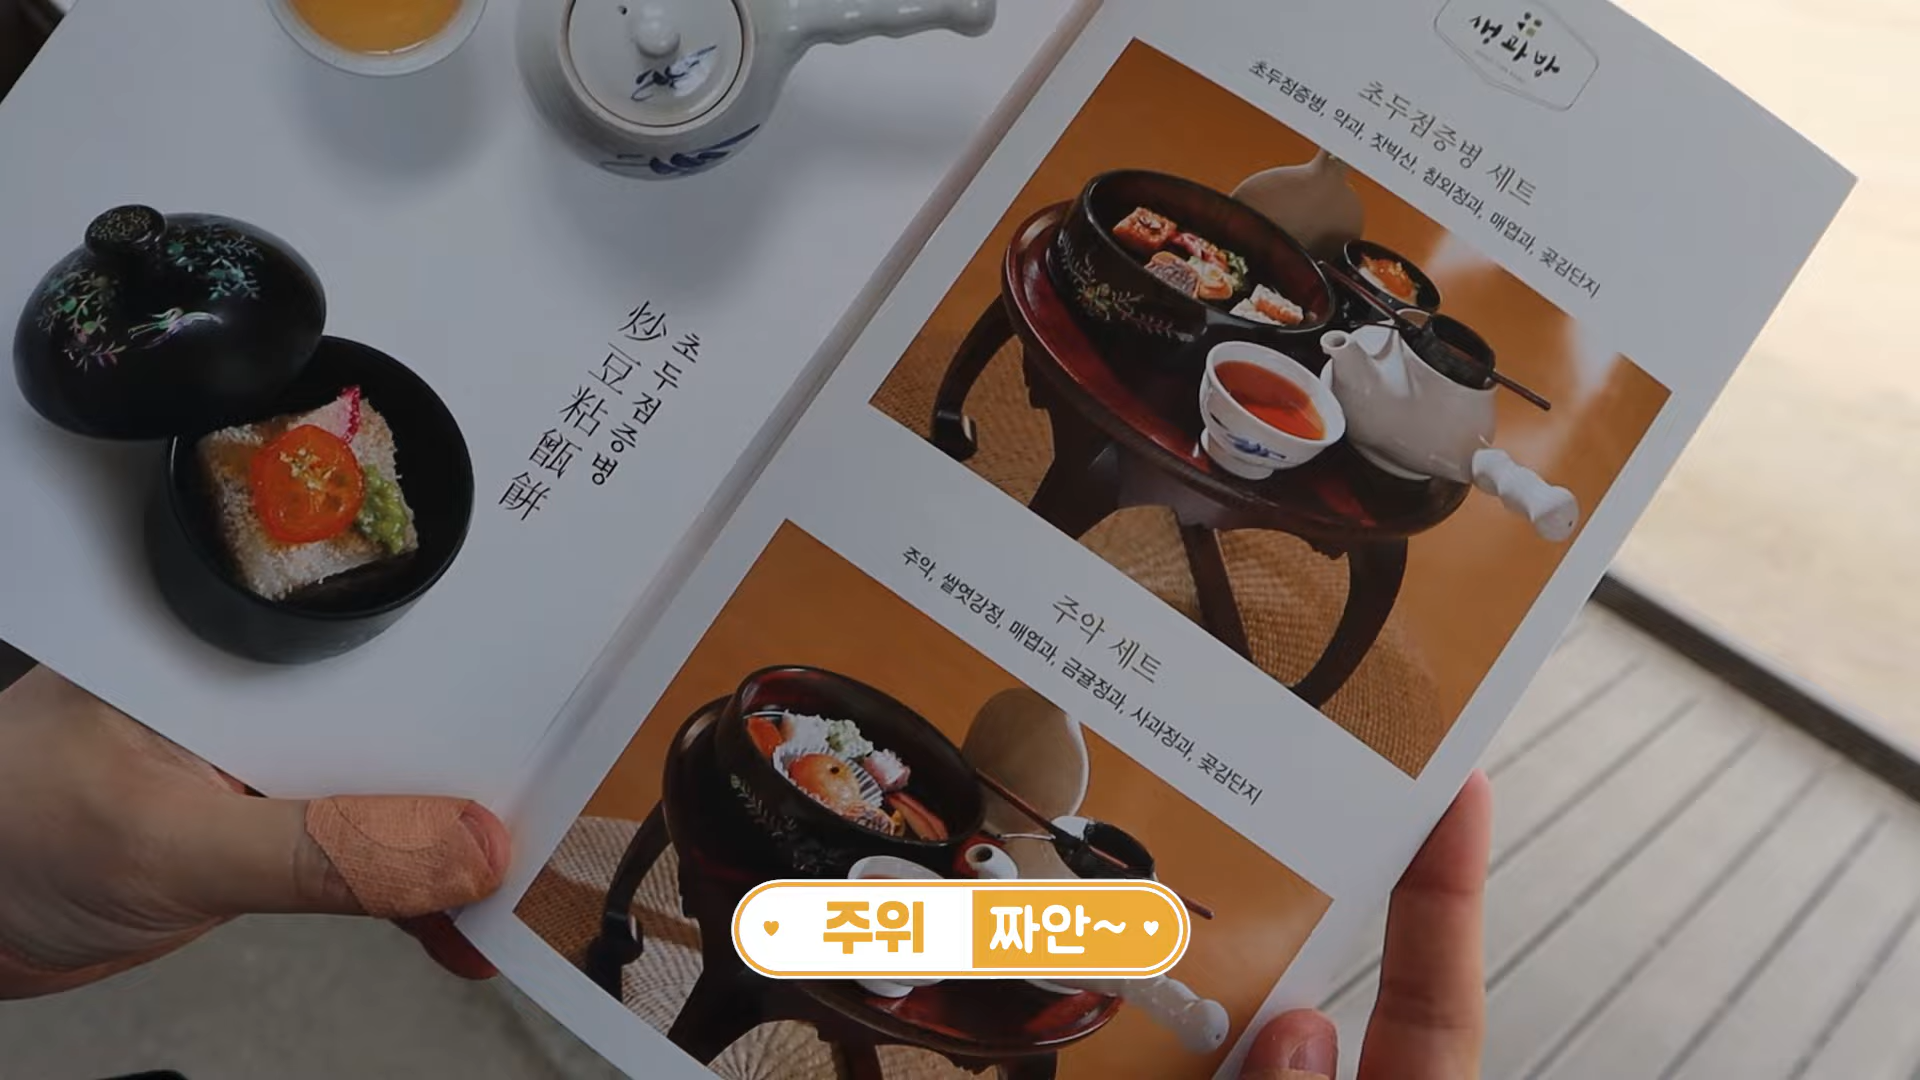 초두점증병
炒豆粘甑餠
생과방
초두점증병 세트
초두점증병, 약과, 잣박산, 참외정과, 매엽과, 곶감단지
주악 세트
주악, 쌀엿강정, 매엽과, 금귤정과, 사과정과, 곶감단지
주위 짜안~